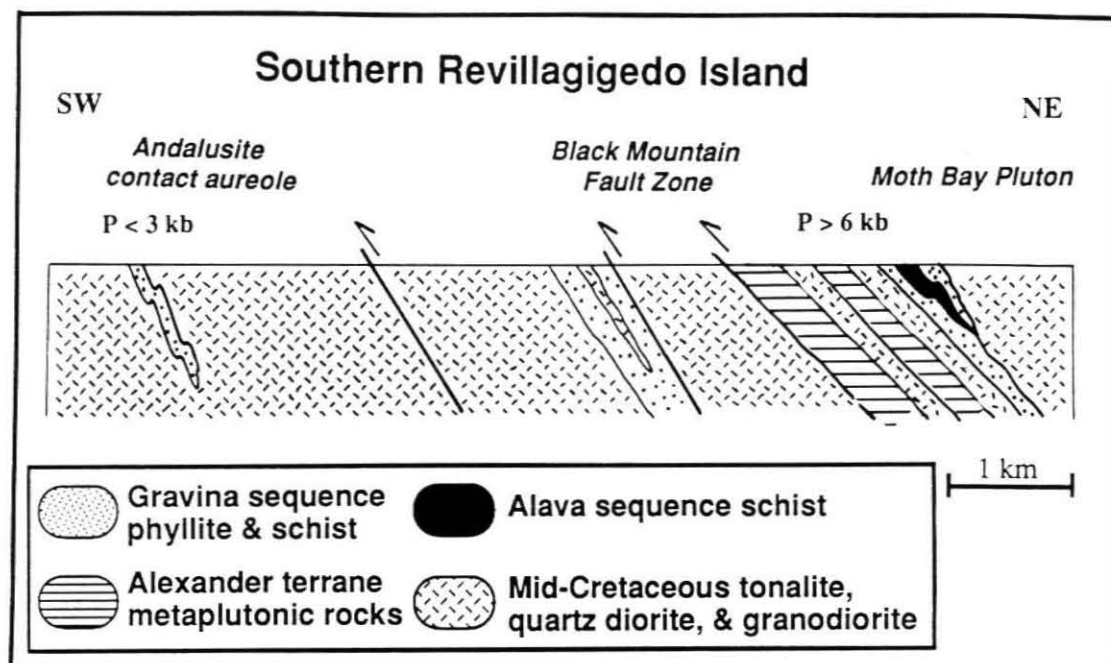 Southern Revillagigedo Island
SW
NE
Andalusite
contact aureole
Black Mountain
Fault Zone
Moth Bay Pluton
P < 3 kb
P > 6 kb
1 km
Gravina sequence
phyllite & schist
Alava sequence schist
Alexander terrane
metaplutonic rocks
Mid-Cretaceous tonalite,
quartz diorite, & granodiorite